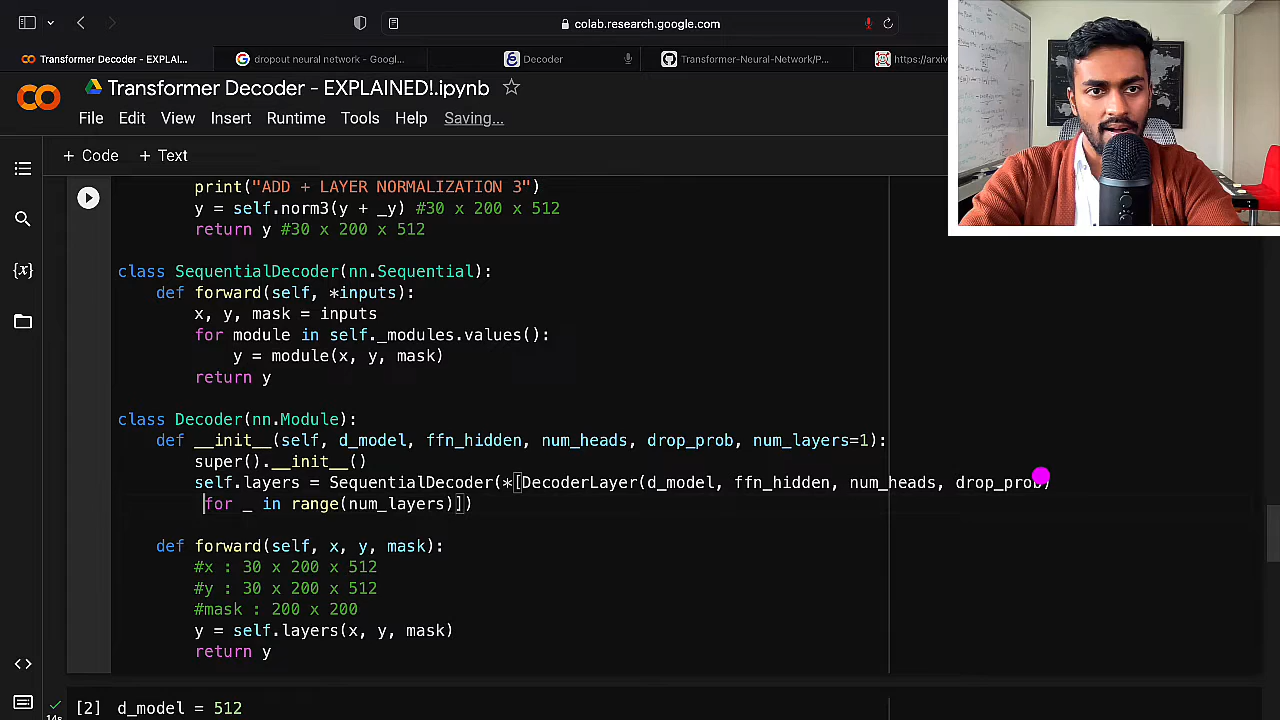 colab.research.google.com
Transformer Decoder - EXPLAI...
dropout neural network - Googl...
Decoder
Transformer-Neural-Network/P...
https://arxiv
Transformer Decoder - EXPLAINED!.ipynb
File Edit View Insert Runtime Tools Help Saving...
+ Code + Text
print("ADD + LAYER NORMALIZATION 3")
y = self.norm3(y + _y) #30 x 200 x 512
return y #30 x 200 x 512
class SequentialDecoder(nn.Sequential):
def forward(self, *inputs):
x, y, mask = inputs
for module in self._modules.values():
y = module(x, y, mask)
return y
class Decoder(nn.Module):
def __init__(self, d_model, ffn_hidden, num_heads, drop_prob, num_layers=1):
super().__init__()
self.layers = SequentialDecoder(*[DecoderLayer(d_model, ffn_hidden, num_heads, drop_prob)
for _ in range(num_layers)])
def forward(self, x, y, mask):
#x : 30 x 200 x 512
#y : 30 x 200 x 512
#mask : 200 x 200
y = self.layers(x, y, mask)
return y
[2] d_model = 512
14s